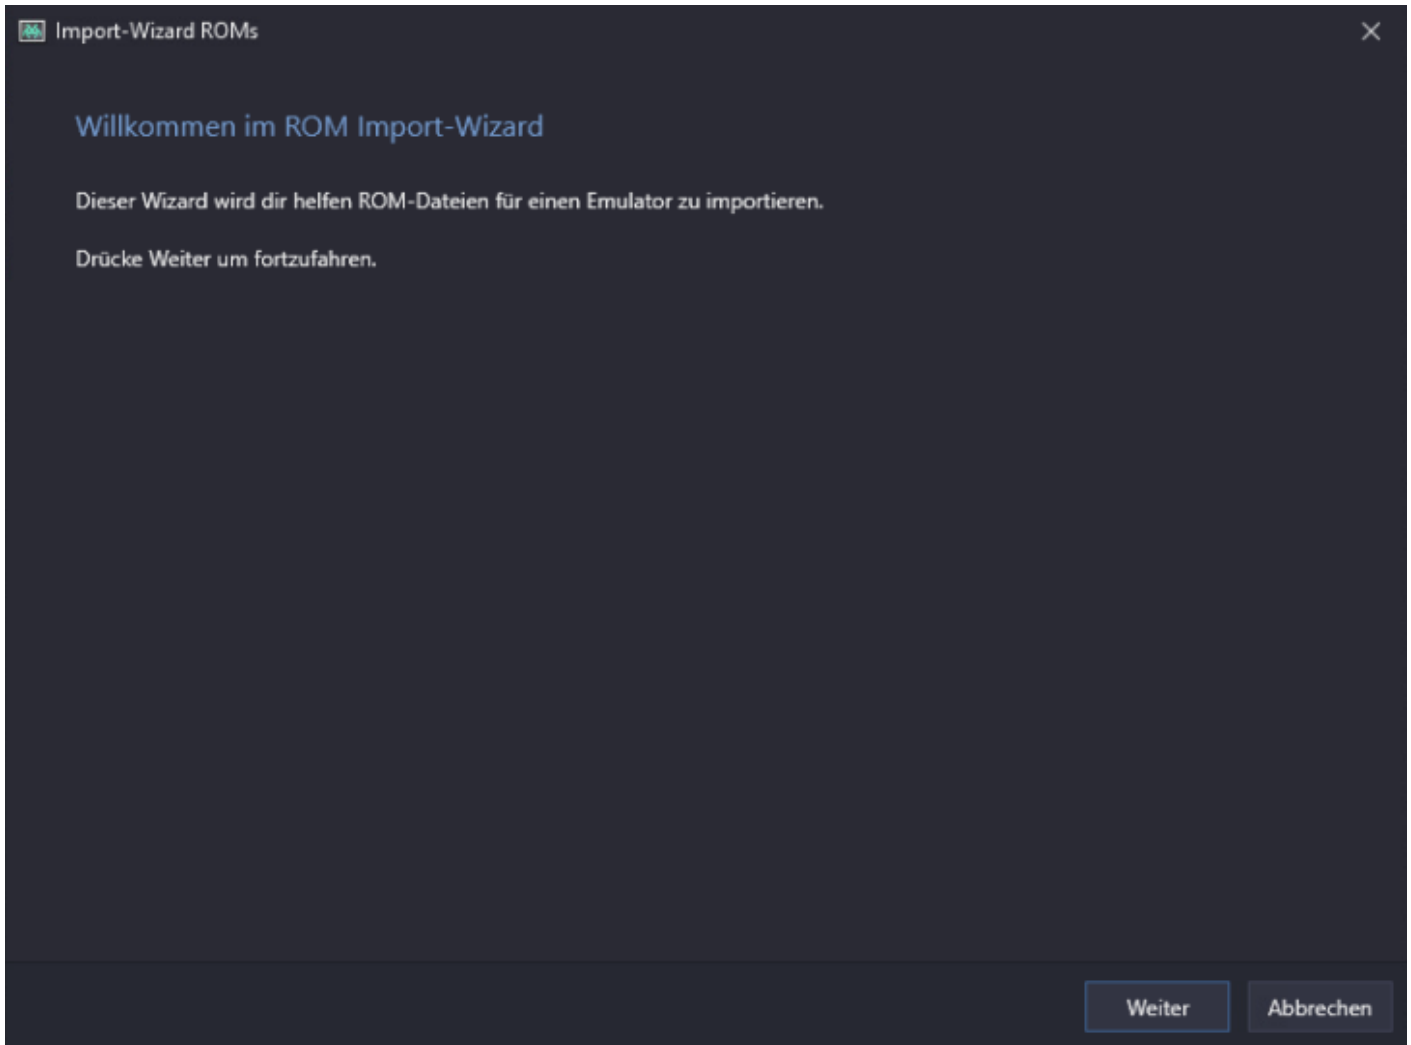 Import-Wizard ROMs
Willkommen im ROM Import-Wizard
Dieser Wizard wird dir helfen ROM-Dateien für einen Emulator zu importieren.
Drücke Weiter um fortzufahren.
Weiter
Abbrechen